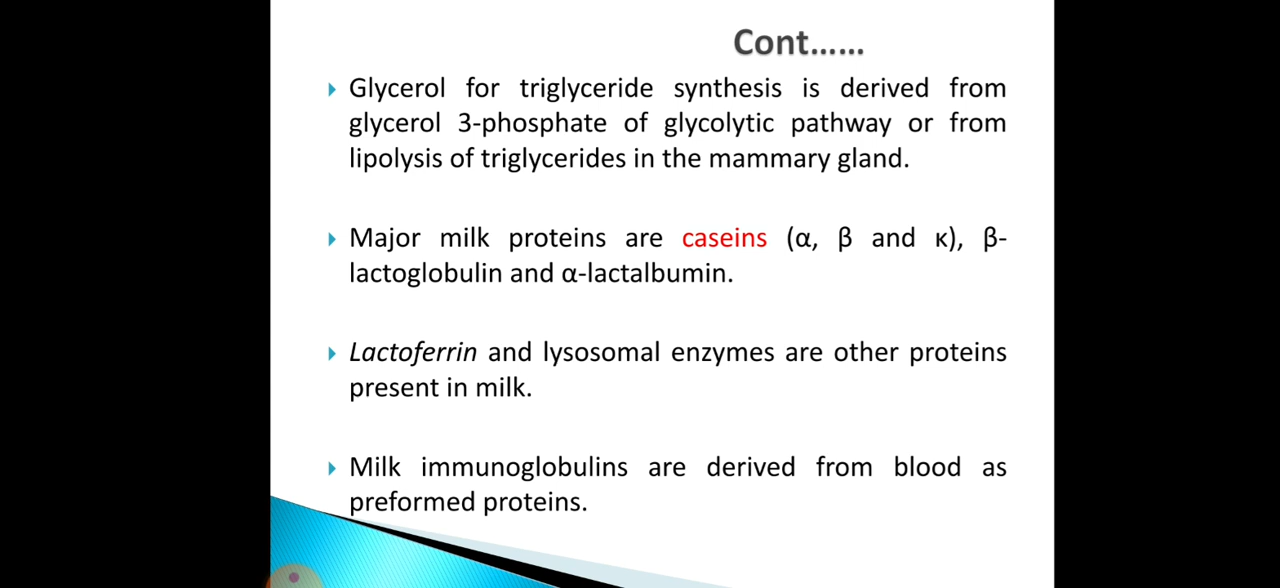 Cont......
Glycerol for triglyceride synthesis is derived from
glycerol 3-phosphate of glycolytic pathway or from
lipolysis of triglycerides in the mammary gland.
Major milk proteins are caseins (α, β and κ), β-
lactoglobulin and α-lactalbumin.
Lactoferrin and lysosomal enzymes are other proteins
present in milk.
Milk immunoglobulins are derived from blood as
preformed proteins.